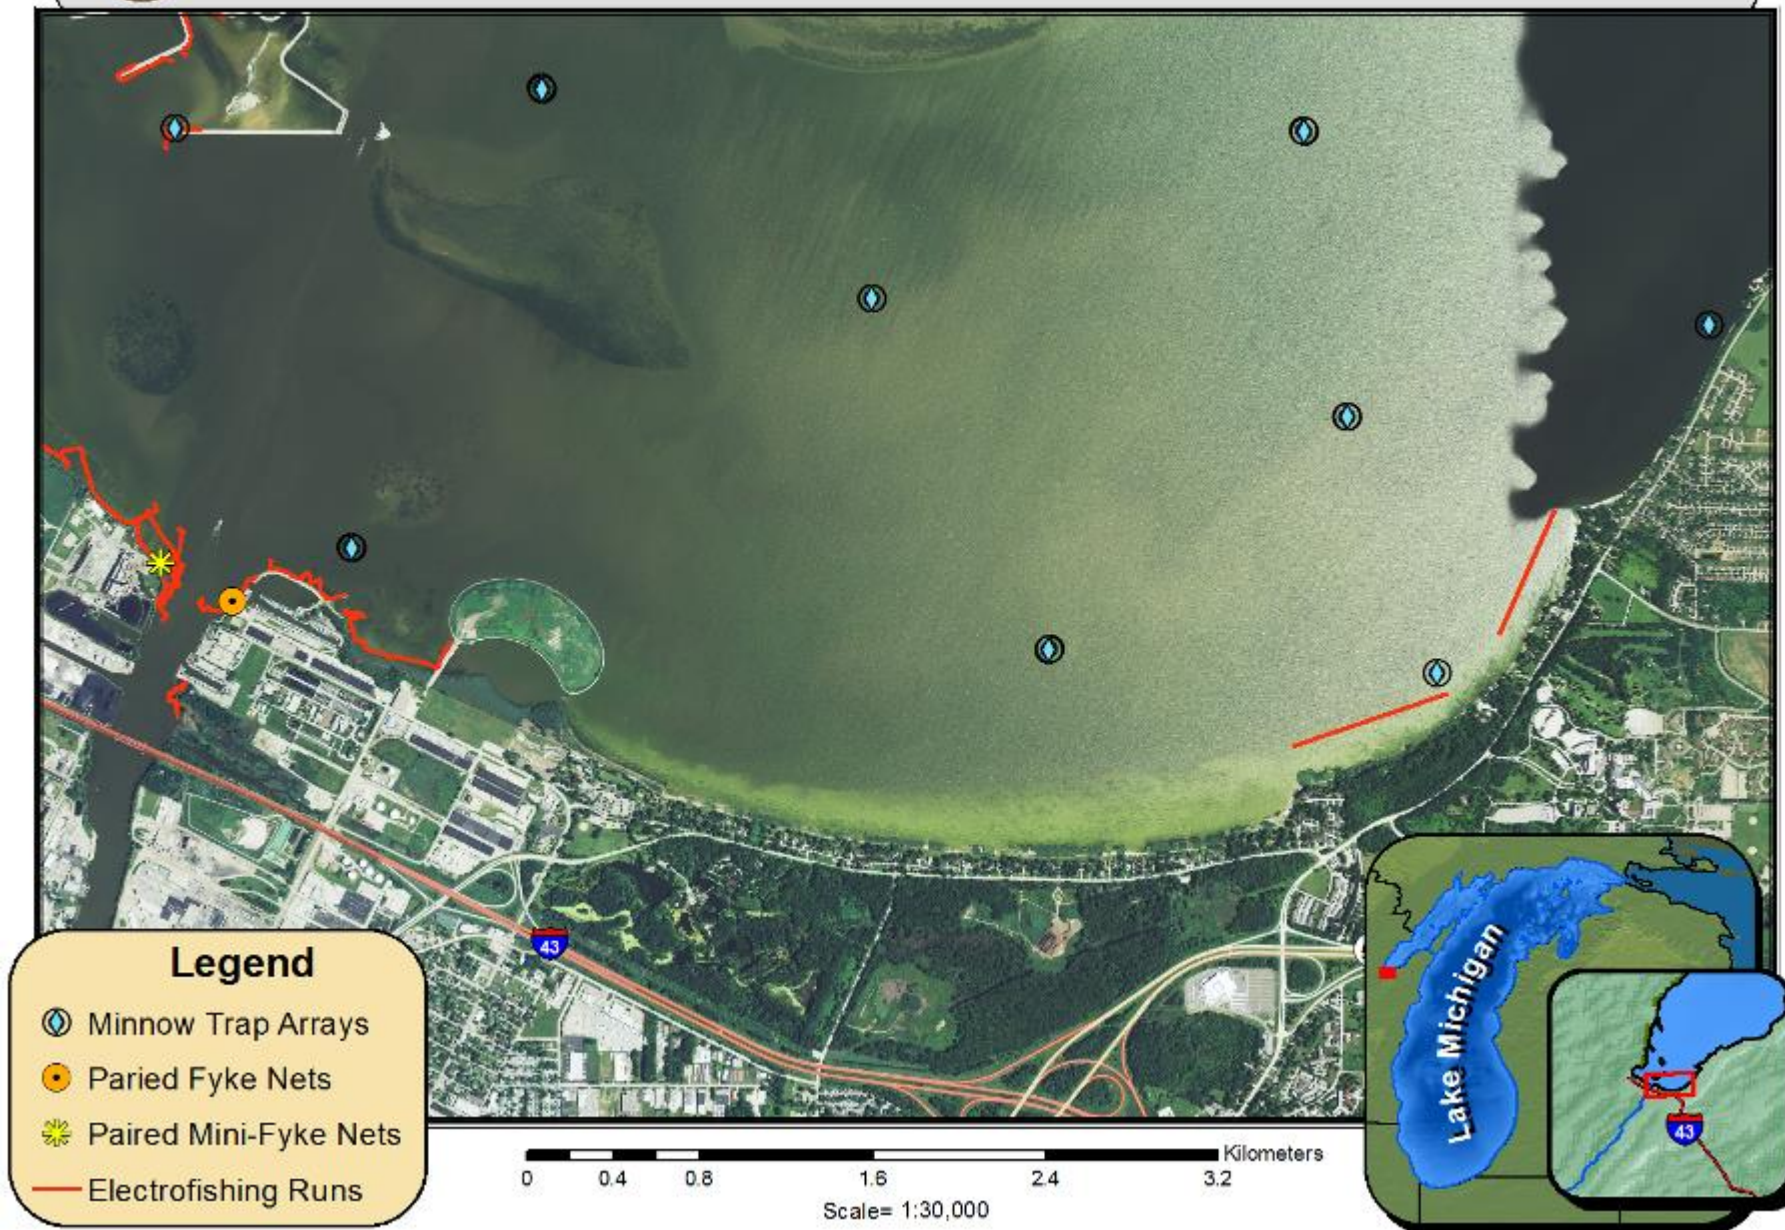 43
Legend
Minnow Trap Arrays
Paried Fyke Nets
Paired Mini-Fyke Nets
Electrofishing Runs
0 0.4 0.8 1.6 2.4 3.2 Kilometers
Scale= 1:30,000
Lake Michigan
43